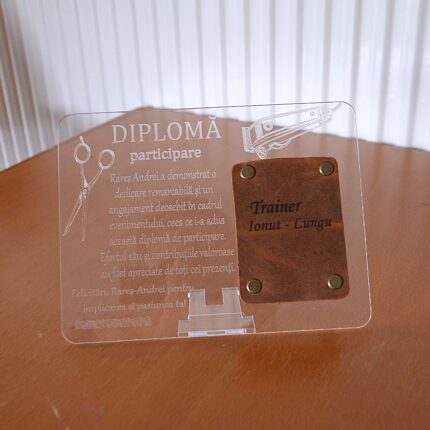 DIPLOMĂ
participare
Rareș Andrei a demonstrat o
dedicare remarcabilă și un
angajament deosebit în cadrul
evenimentului, ceea ce i-a adus
această diplomă de participare.
Efortul său și contribuțiile valoroase
au fost apreciate de toți cei prezenți.
Felicitări, Rareș-Andrei pentru
implicarea și pasiunea ta!
Trainer
Ionut - Lungu